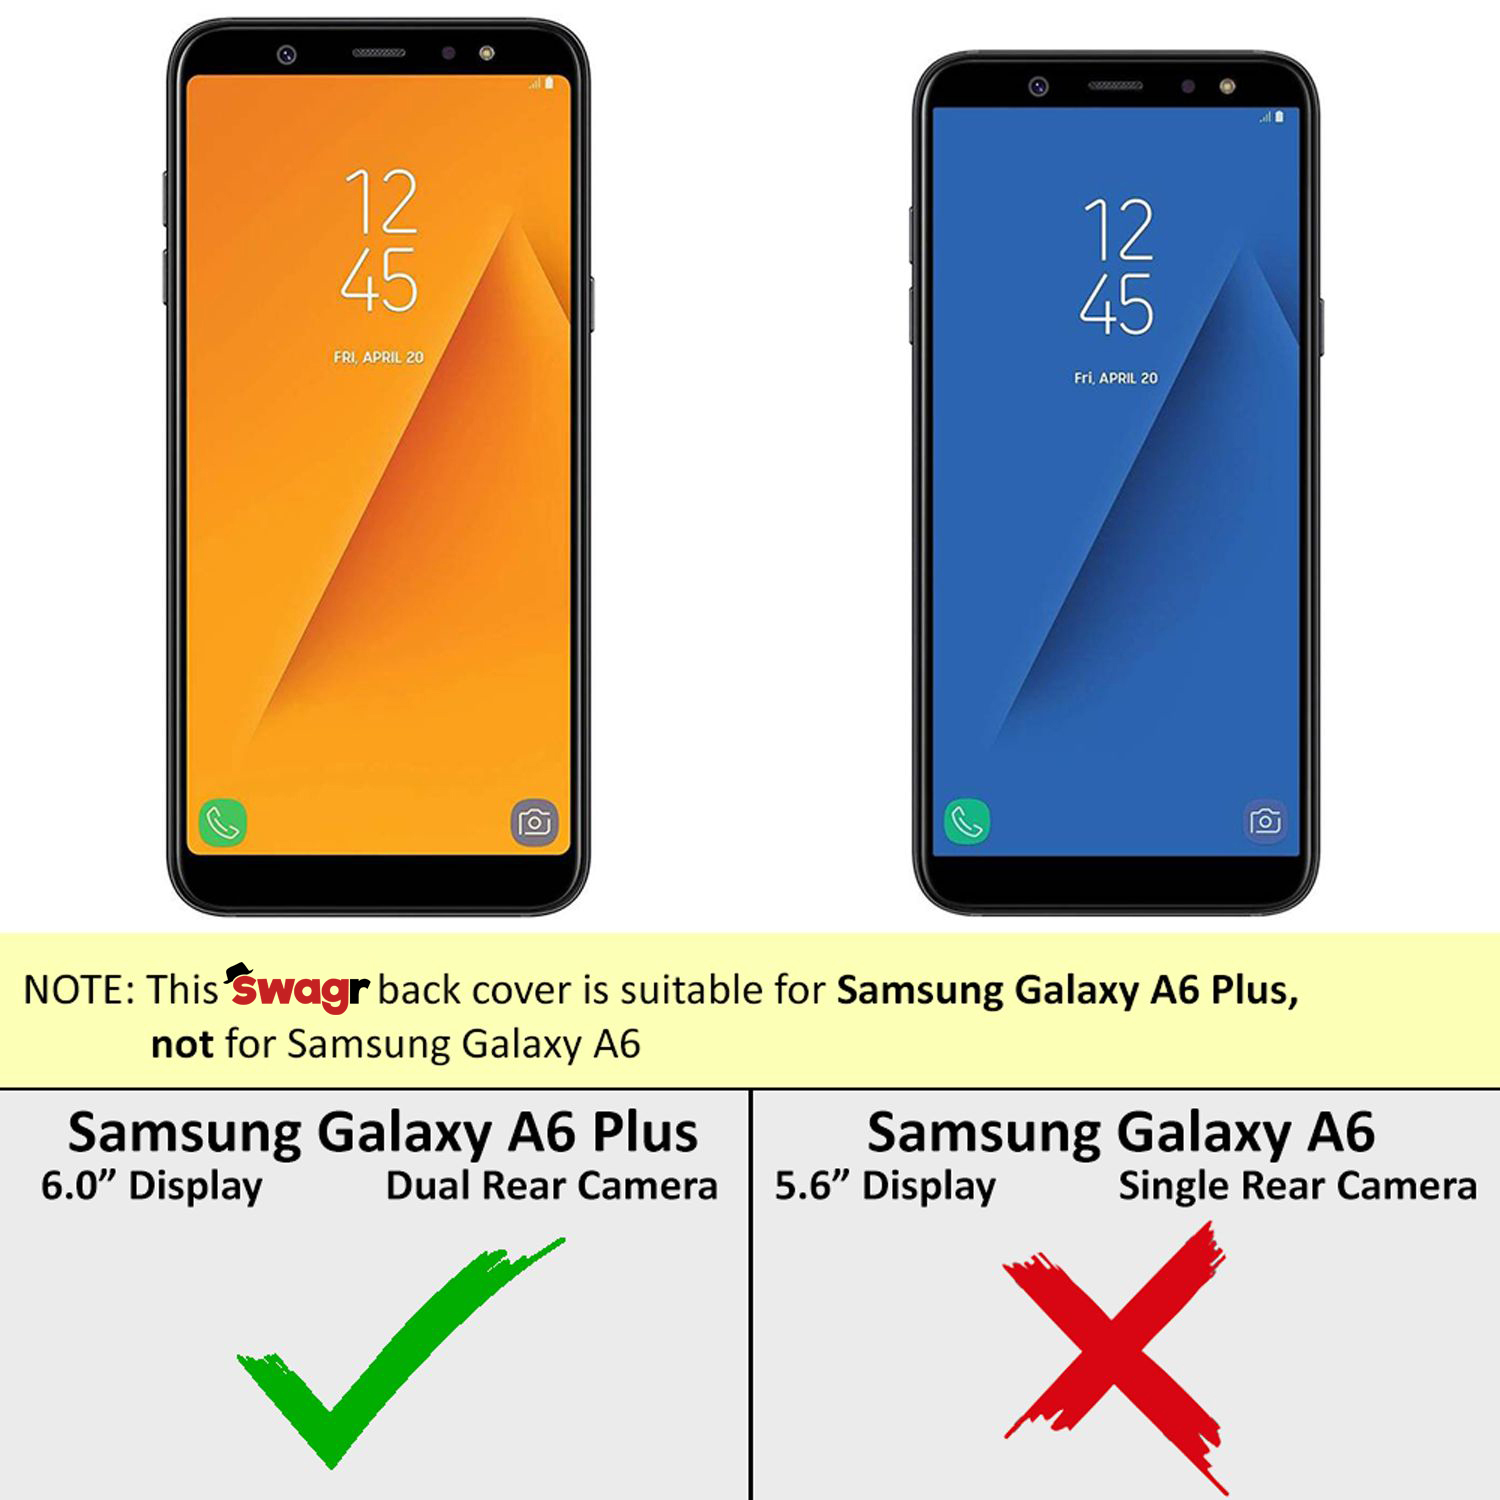 12
45
FRI, APRIL 20
12
45
Fri, APRIL 20
NOTE: This swagr back cover is suitable for Samsung Galaxy A6 Plus,
not for Samsung Galaxy A6
Samsung Galaxy A6 Plus
6.0” Display Dual Rear Camera
Samsung Galaxy A6
5.6” Display Single Rear Camera